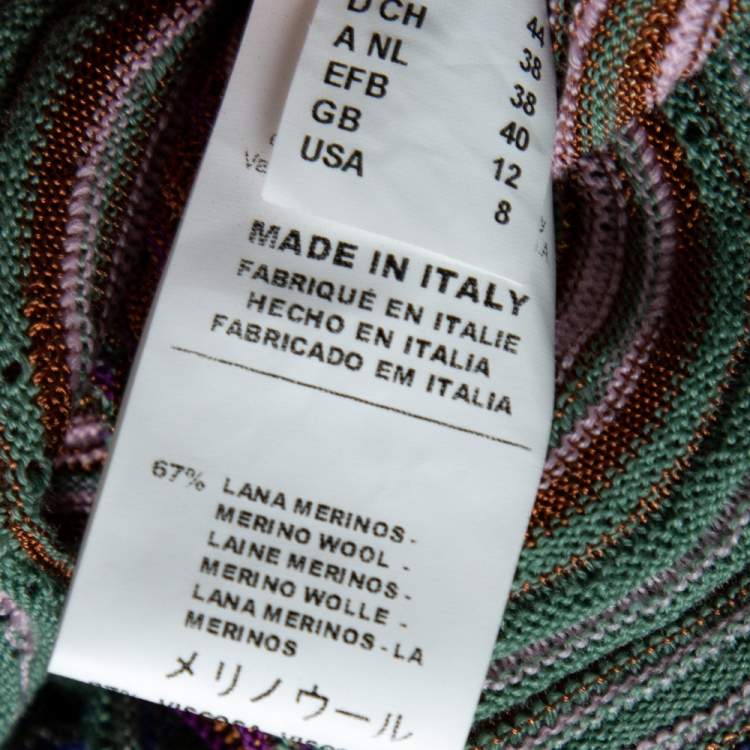 D CH
A NL
EFB
GB
USA
44
38
38
40
12
8
MADE IN ITALY
FABRIQUÉ EN ITALIE
HECHO EN ITALIA
FABRICADO EM ITALIA
67% LANA MERINOS -
MERINO WOOL -
LAINE MERINOS -
MERINO WOLLE -
LANA MERINOS - LA
MERINOS
メリノウール
VISCOSA